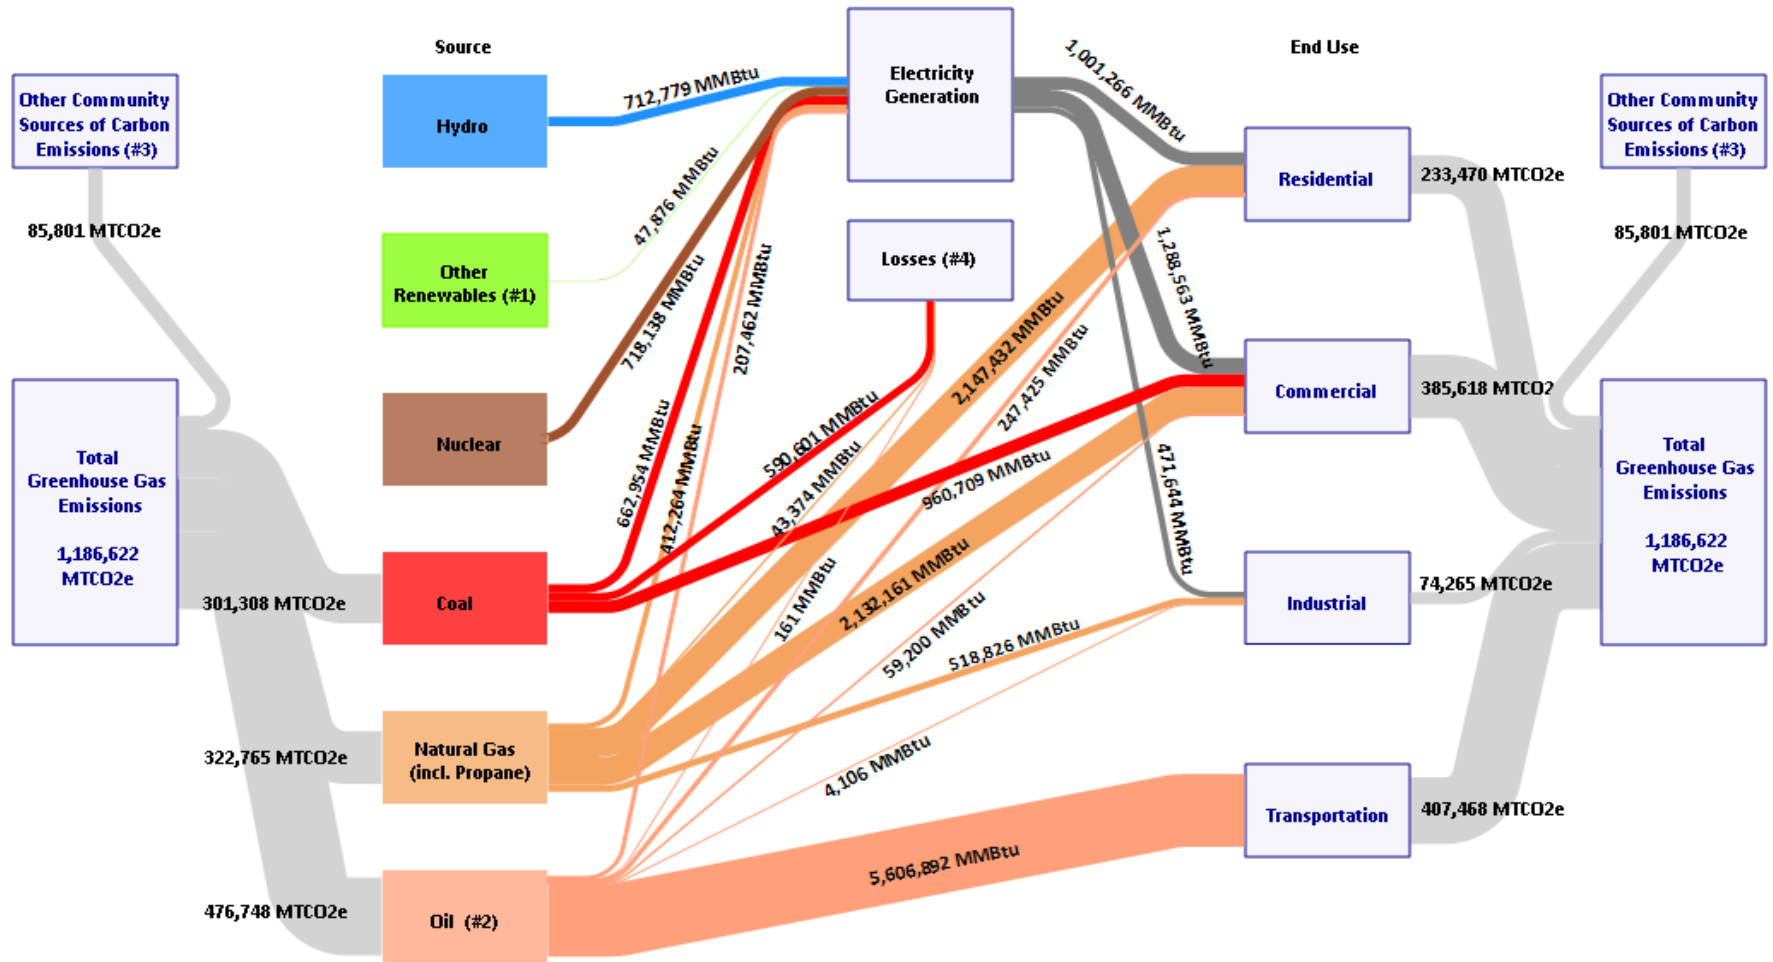 Source
End Use
Other Community
Sources of Carbon
Emissions (#3)
85,801 MTCO2e
Total
Greenhouse Gas
Emissions
1,186,622
MTCO2e
301,308 MTCO2e
322,765 MTCO2e
476,748 MTCO2e
Hydro
Other
Renewables (#1)
Nuclear
Coal
Natural Gas
(incl. Propane)
Oil (#2)
712,779 MMBtu
47,876 MMBtu
718,138 MMBtu
662,954 MMBtu
412,264 MMBtu
207,462 MMBtu
590,601 MMBtu
43,374 MMBtu
161 MMBtu
Electricity
Generation
Losses (#4)
1,001,266 MMBtu
1,288,563 MMBtu
471,644 MMBtu
2,147,432 MMBtu
247,425 MMBtu
960,709 MMBtu
2,132,161 MMBtu
59,200 MMBtu
518,826 MMBtu
4,106 MMBtu
5,606,892 MMBtu
Residential
Commercial
Industrial
Transportation
233,470 MTCO2e
385,618 MTCO2
74,265 MTCO2e
407,468 MTCO2e
Other Community
Sources of Carbon
Emissions (#3)
85,801 MTCO2e
Total
Greenhouse Gas
Emissions
1,186,622
MTCO2e